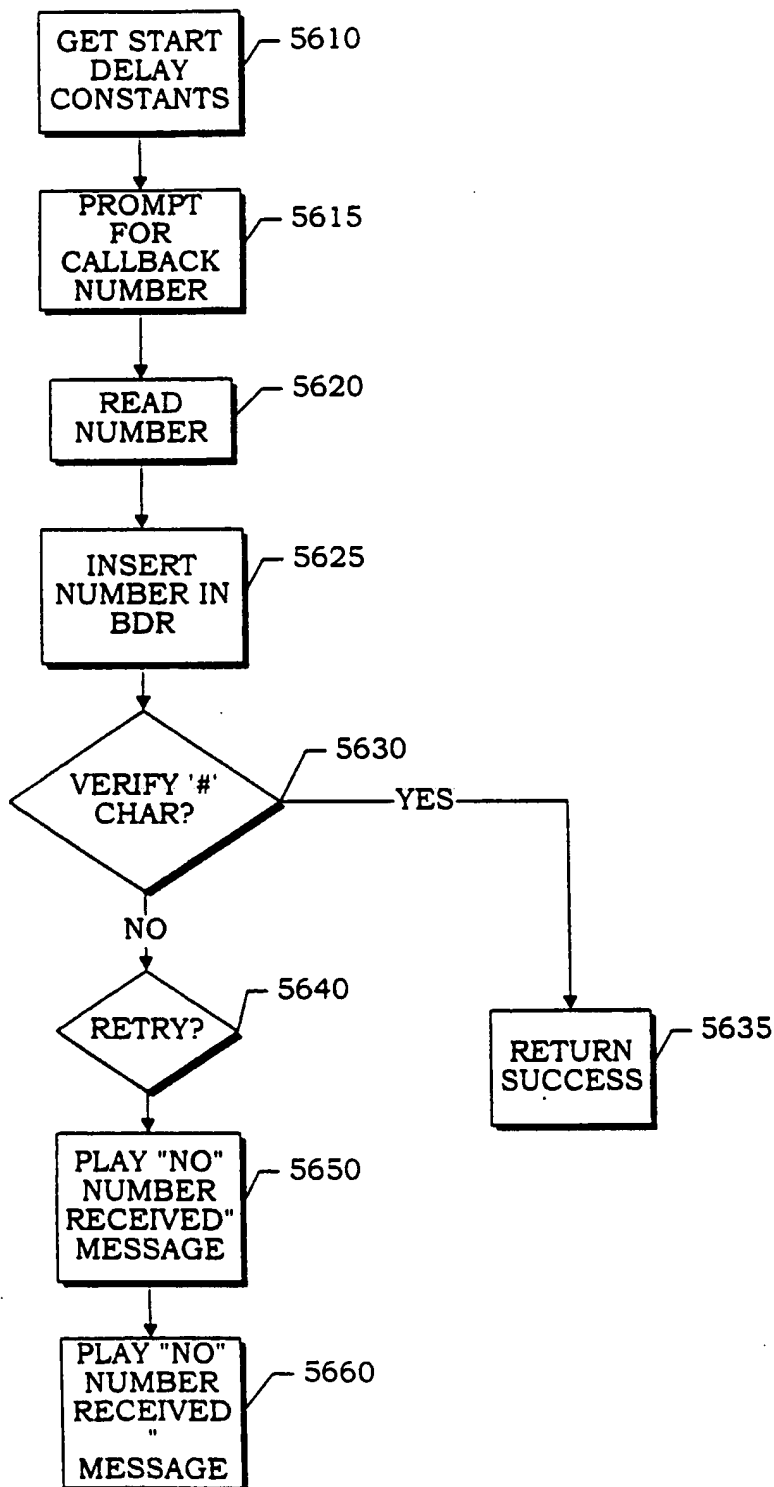 GET START
DELAY
CONSTANTS
5610
PROMPT
FOR
CALLBACK
NUMBER
5615
READ
NUMBER
5620
INSERT
NUMBER IN
BDR
5625
VERIFY '#'
CHAR?
5630
YES
NO
RETRY?
5640
RETURN
SUCCESS
5635
PLAY "NO"
NUMBER
RECEIVED"
MESSAGE
5650
PLAY "NO"
NUMBER
RECEIVED
"
MESSAGE
5660